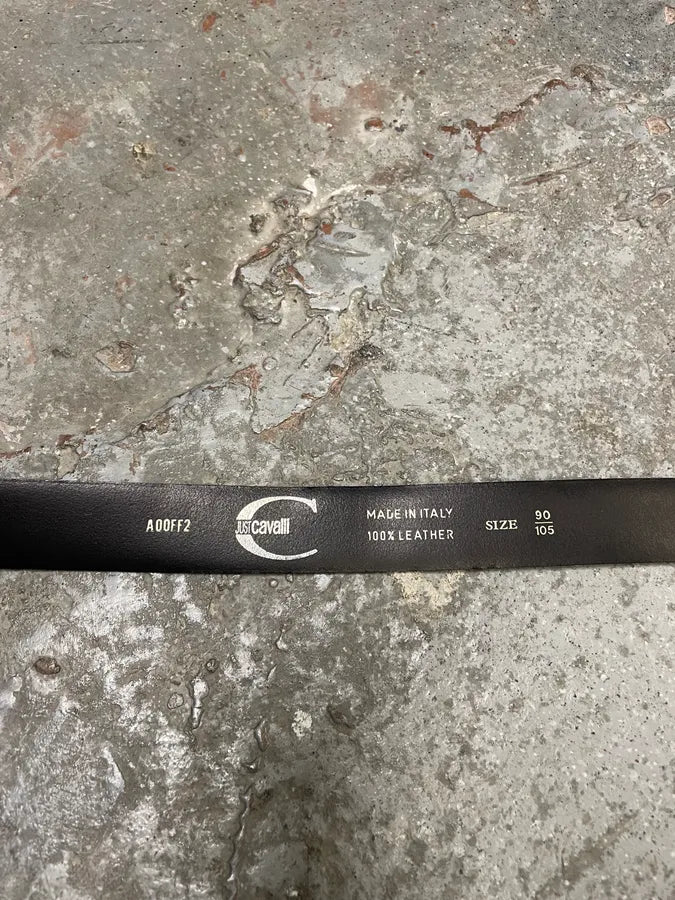 A00FF2
C
JUST cavalli
MADE IN ITALY
100% LEATHER
SIZE
90
105